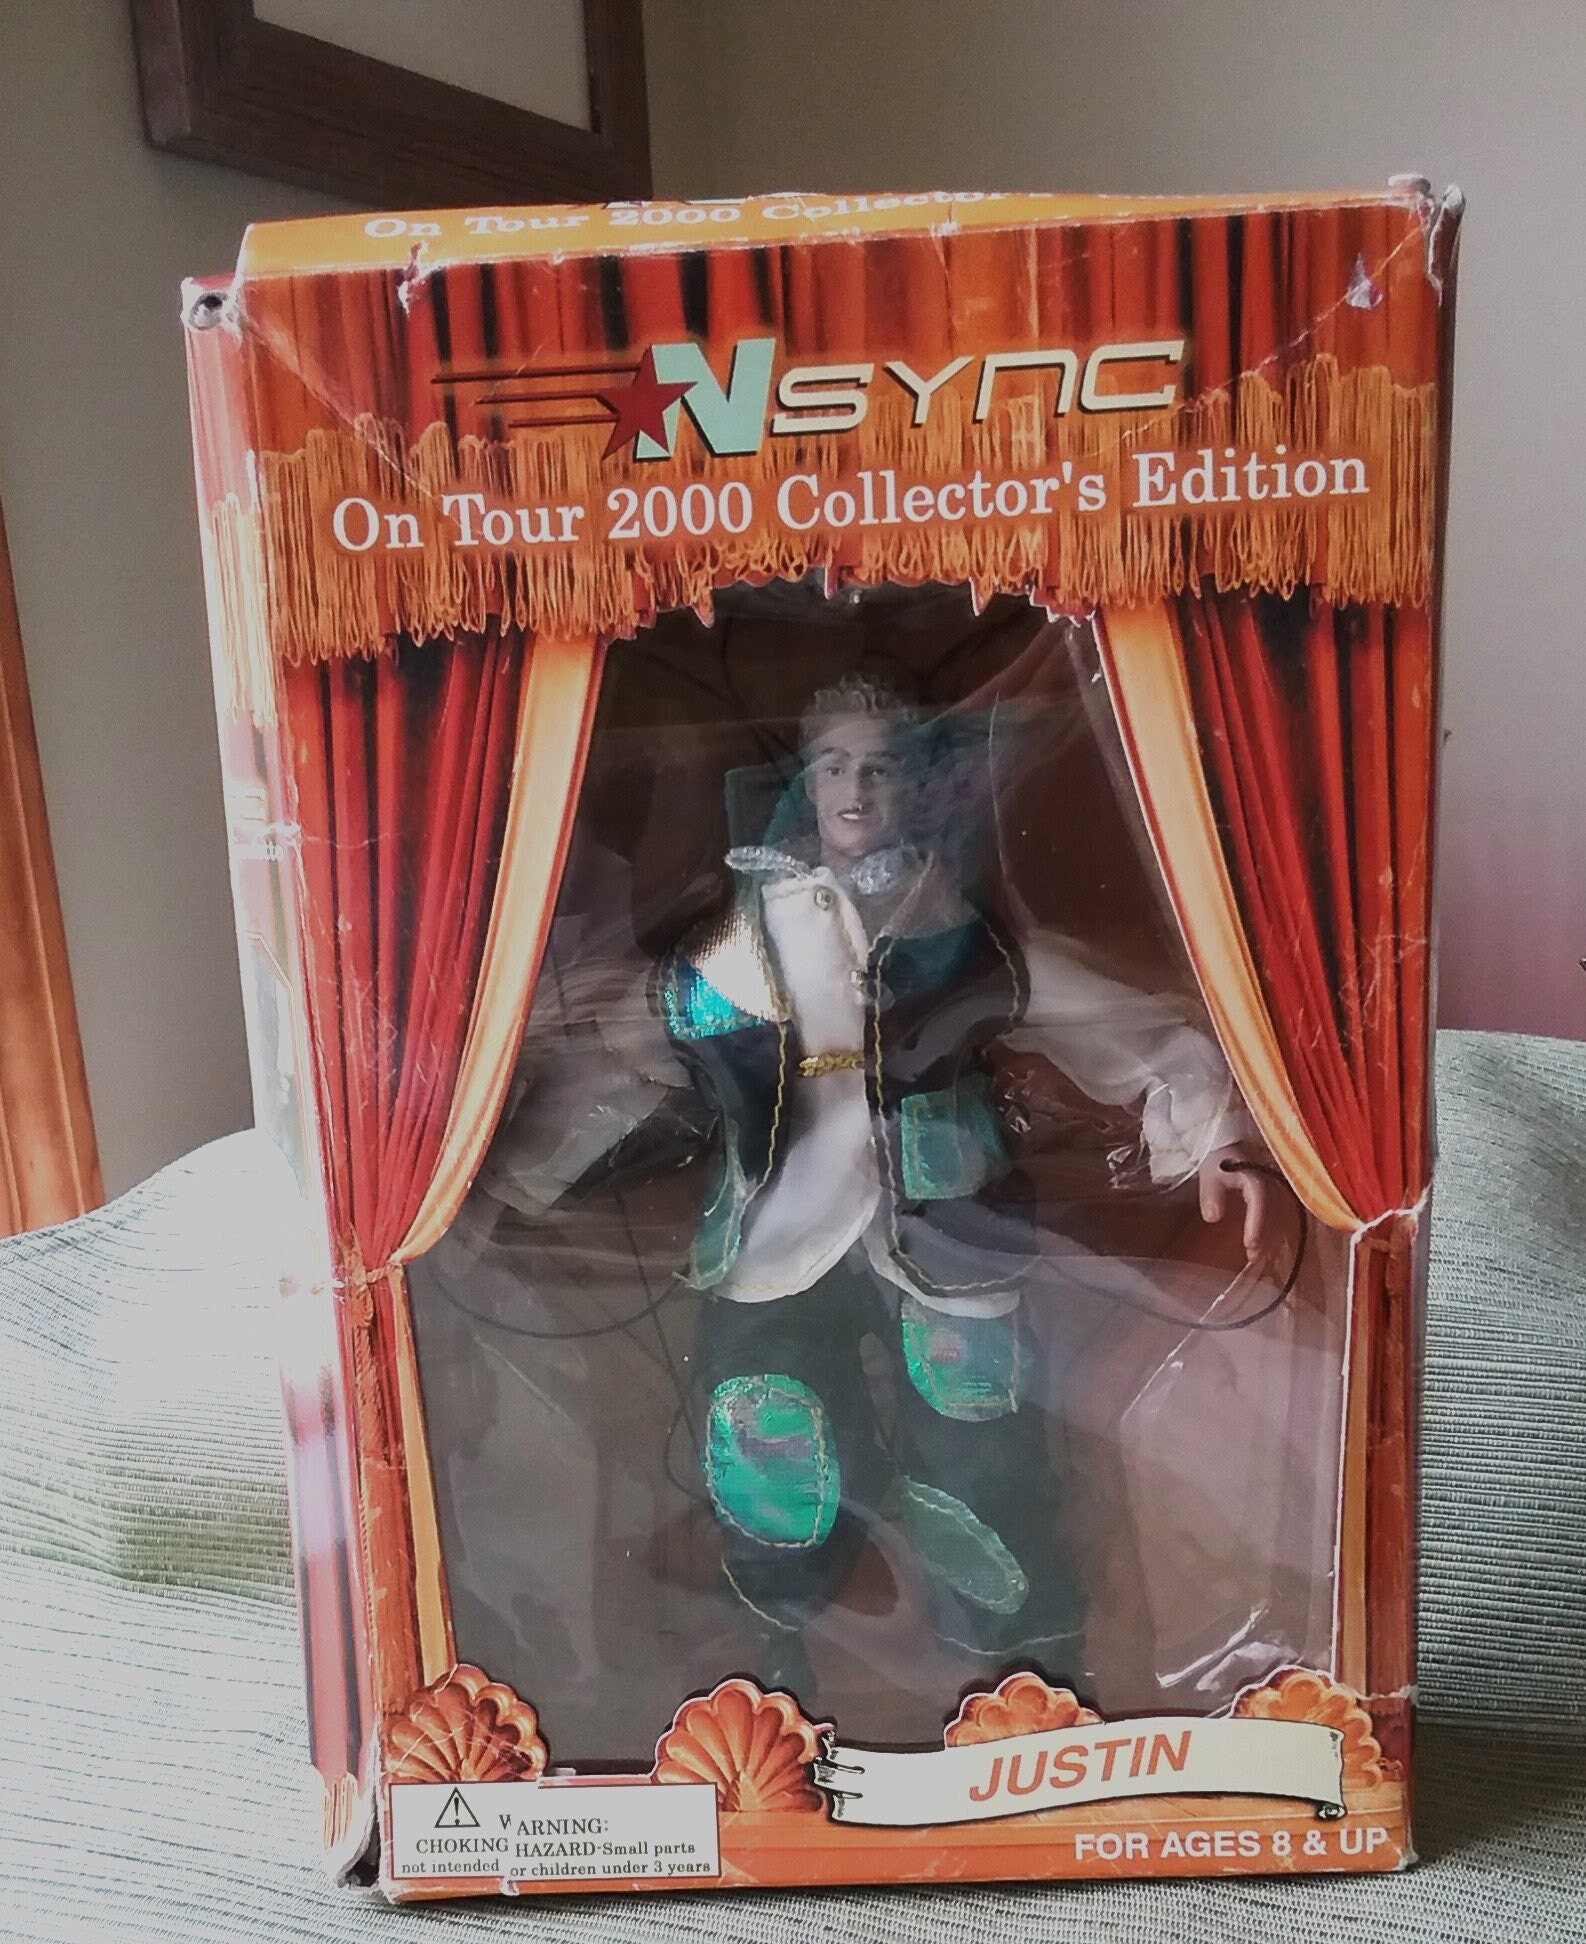 On Tour 2000 Collector
NSYNC
On Tour 2000 Collector's Edition
JUSTIN
FOR AGES 8 & UP
WARNING:
CHOKING HAZARD-Small parts
not intended or children under 3 years